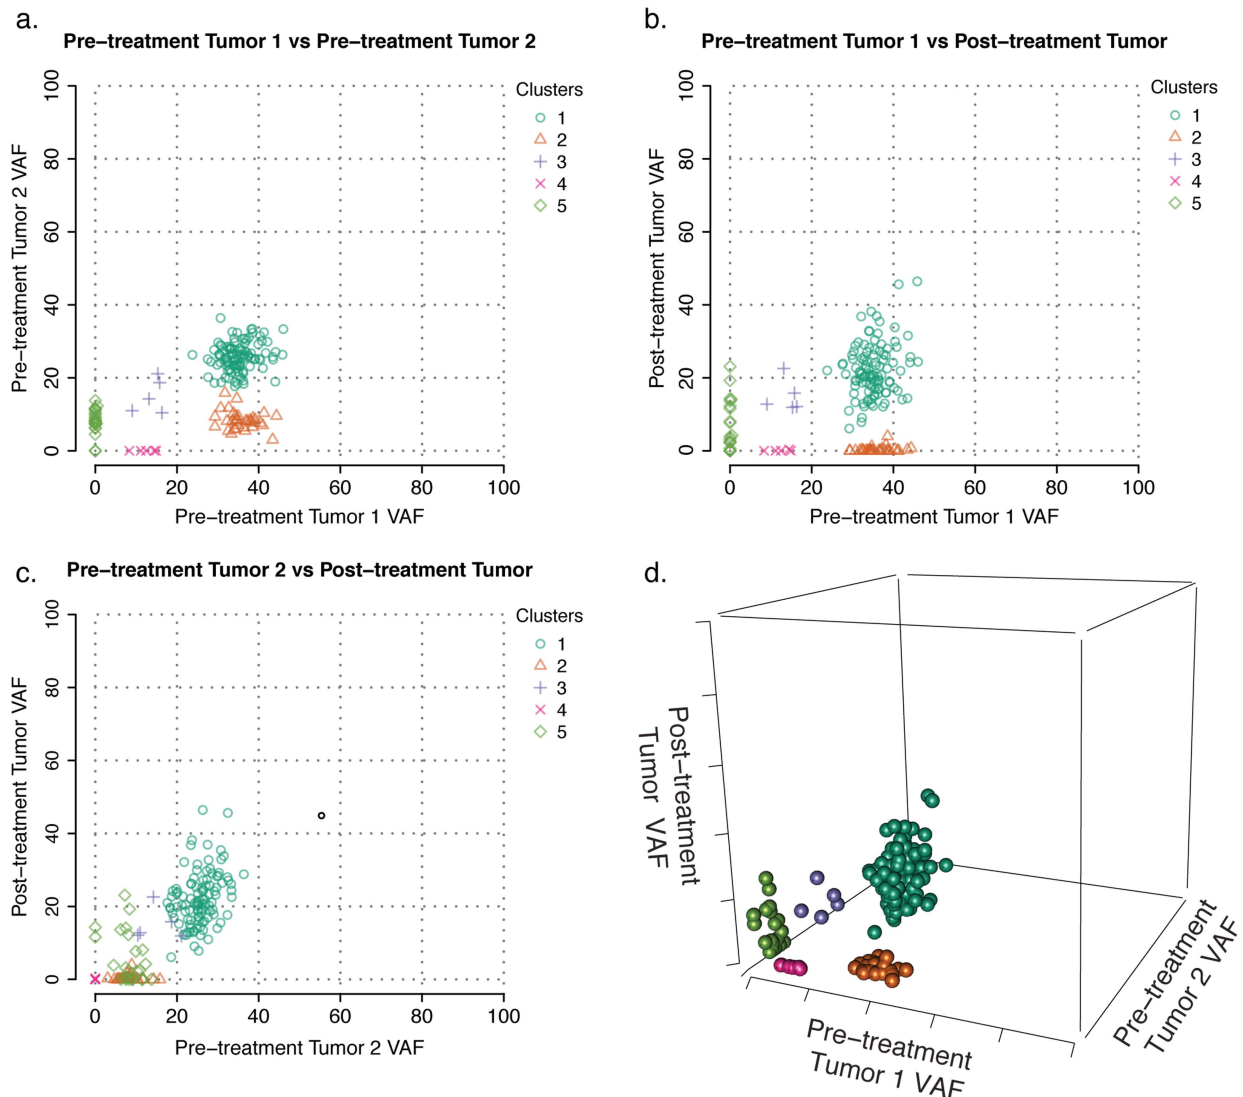 a.
Pre−treatment Tumor 1 vs Pre−treatment Tumor 2
Pre−treatment Tumor 2 VAF
100
80
60
40
20
0
0 20 40 60 80 100
Pre−treatment Tumor 1 VAF
Clusters
1
2
3
4
5
b.
Pre−treatment Tumor 1 vs Post−treatment Tumor
Post−treatment Tumor VAF
100
80
60
40
20
0
0 20 40 60 80 100
Pre−treatment Tumor 1 VAF
Clusters
1
2
3
4
5
c.
Pre−treatment Tumor 2 vs Post−treatment Tumor
Post−treatment Tumor VAF
100
80
60
40
20
0
0 20 40 60 80 100
Pre−treatment Tumor 2 VAF
Clusters
1
2
3
4
5
d.
Post−treatment
Tumor VAF
Pre−treatment
Tumor 1 VAF
Pre−treatment
Tumor 2 VAF